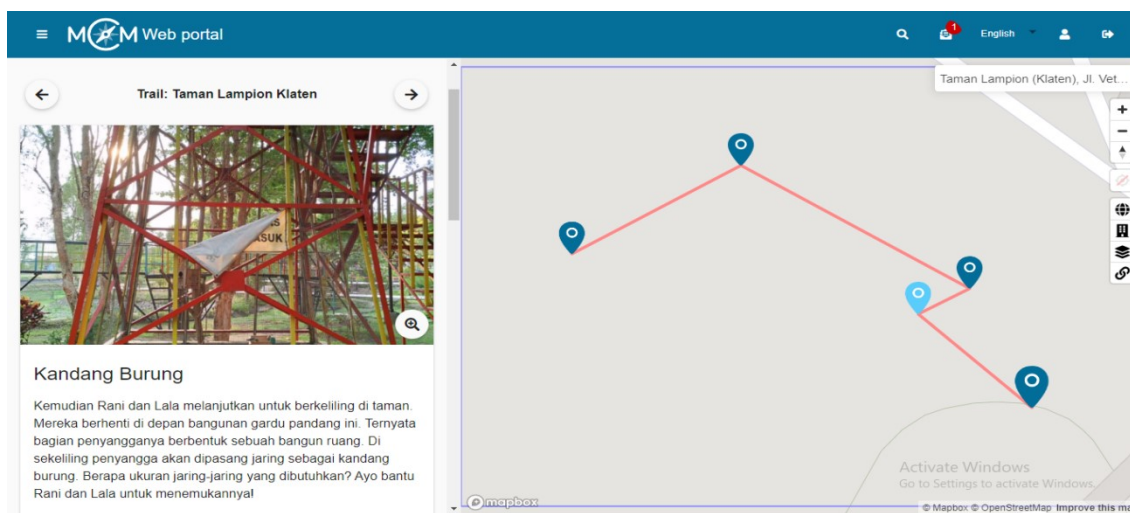 MCM Web portal
1
English
Trail: Taman Lampion Klaten
Taman Lampion (Klaten), Jl. Vet...
ASUK
Kandang Burung
Kemudian Rani dan Lala melanjutkan untuk berkeliling di taman.
Mereka berhenti di depan bangunan gardu pandang ini. Ternyata
bagian penyangganya berbentuk sebuah bangun ruang. Di
sekeliling penyangga akan dipasang jaring sebagai kandang
burung. Berapa ukuran jaring-jaring yang dibutuhkan? Ayo bantu
Rani dan Lala untuk menemukannya!
Activate Windows
Go to Settings to activate Windows.
mapbox
© Mapbox © OpenStreetMap Improve this ma